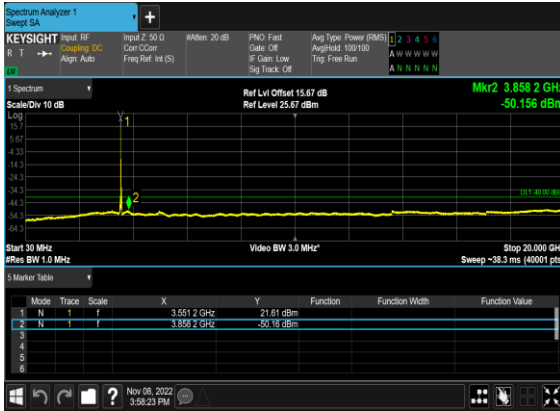 Spectrum Analyzer 1
Swept SA
+
KEYSIGHT Input: RF Input Z: 50 Ω #Atten: 20 dB PNO: Fast Avg Type: Power (RMS) 1 2 3 4 5 6
R T Coupling: DC Corr CCorr Gate: Off Avg|Hold: 100/100 A W W W W W
Align: Auto Freq Ref: Int (S) IF Gain: Low Trig: Free Run
Sig Track: Off A N N N N N
1 Spectrum
Ref Lvl Offset 15.67 dB Mkr2 3.858 2 GHz
Scale/Div 10 dB Ref Level 25.67 dBm -50.156 dBm
Log
15.7
5.67
-4.33
-14.3
-24.3
-34.3
-44.3
-54.3
-64.3
1
2
DL1 -40.00 dBm
Start 30 MHz Video BW 3.0 MHz* Stop 20.000 GHz
#Res BW 1.0 MHz Sweep ~38.3 ms (40001 pts)
5 Marker Table
Mode Trace Scale X Y Function Function Width Function Value
1 N 1 f 3.551 2 GHz 21.61 dBm
2 N 1 f 3.858 2 GHz -50.16 dBm
3
4
5
6
? Nov 08, 2022
3:58:23 PM